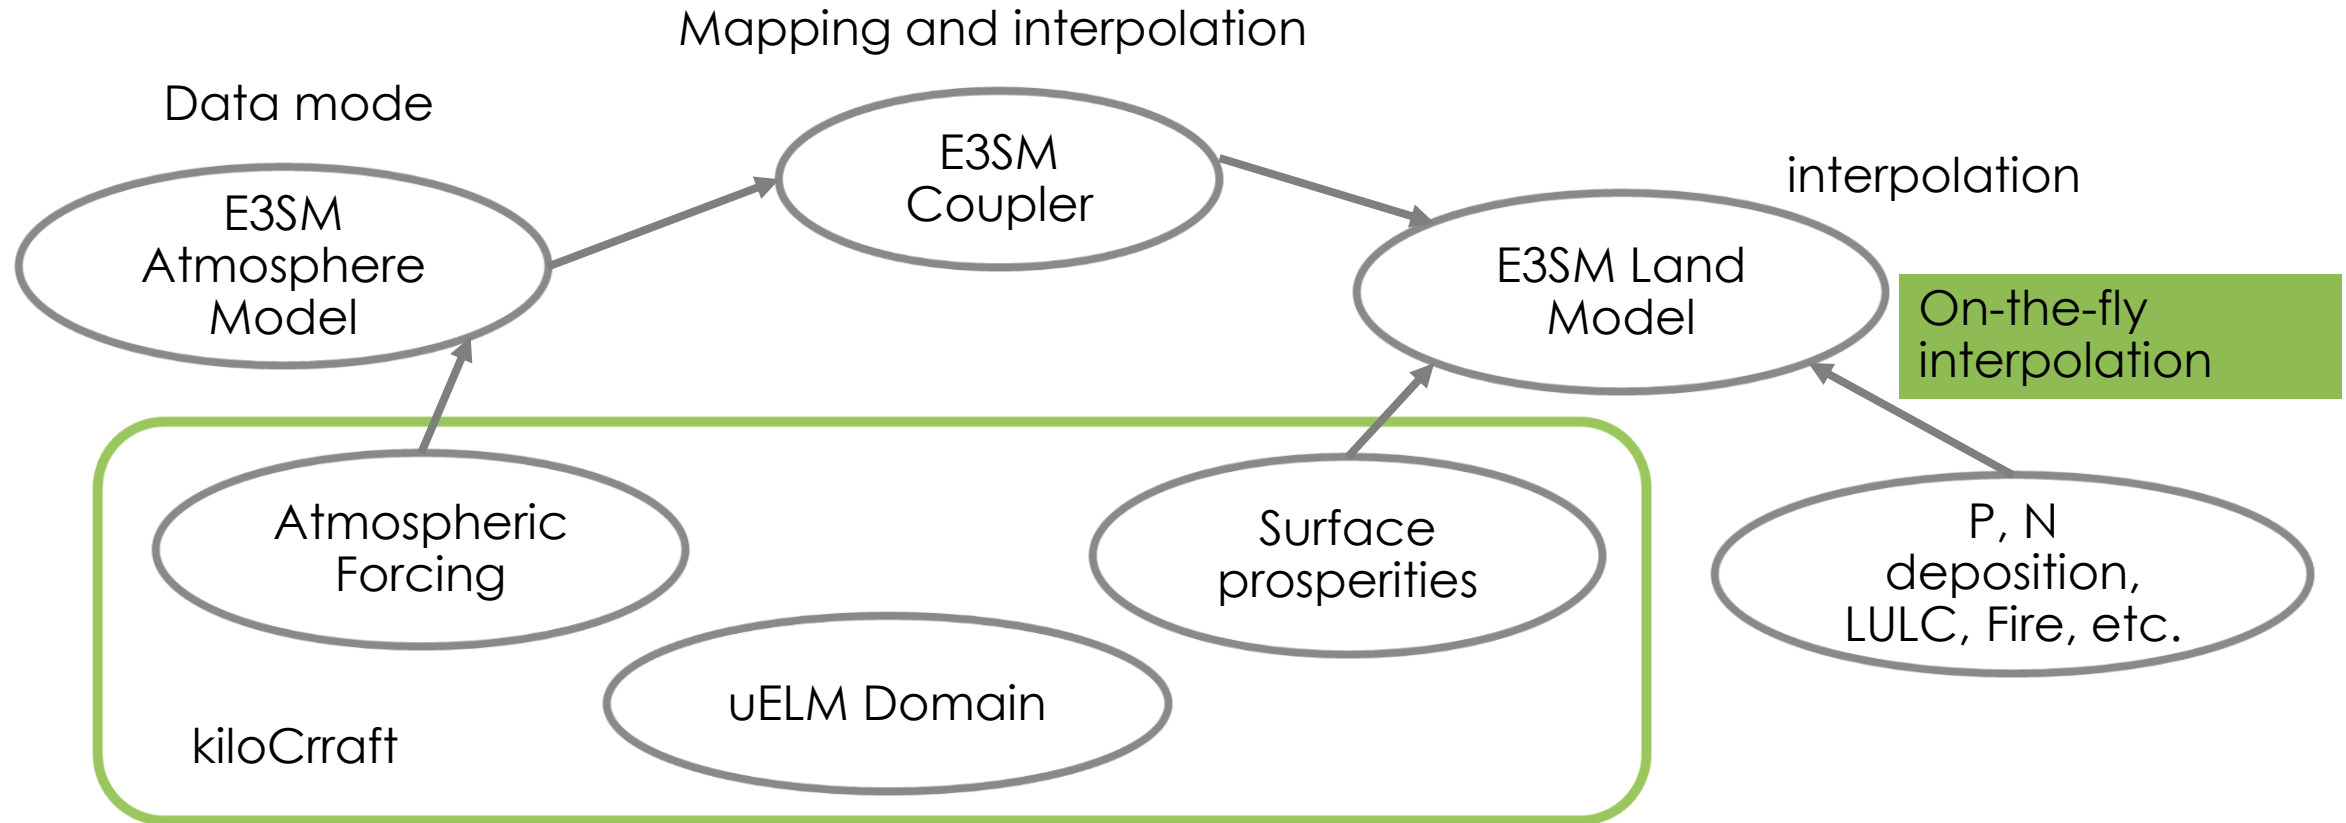 Mapping and interpolation
Data mode
E3SM
Coupler
interpolation
E3SM
Atmosphere
Model
E3SM Land
Model
On-the-fly
interpolation
Atmospheric
Forcing
Surface
prosperities
P, N
deposition,
LULC, Fire, etc.
uELM Domain
kiloCrraft